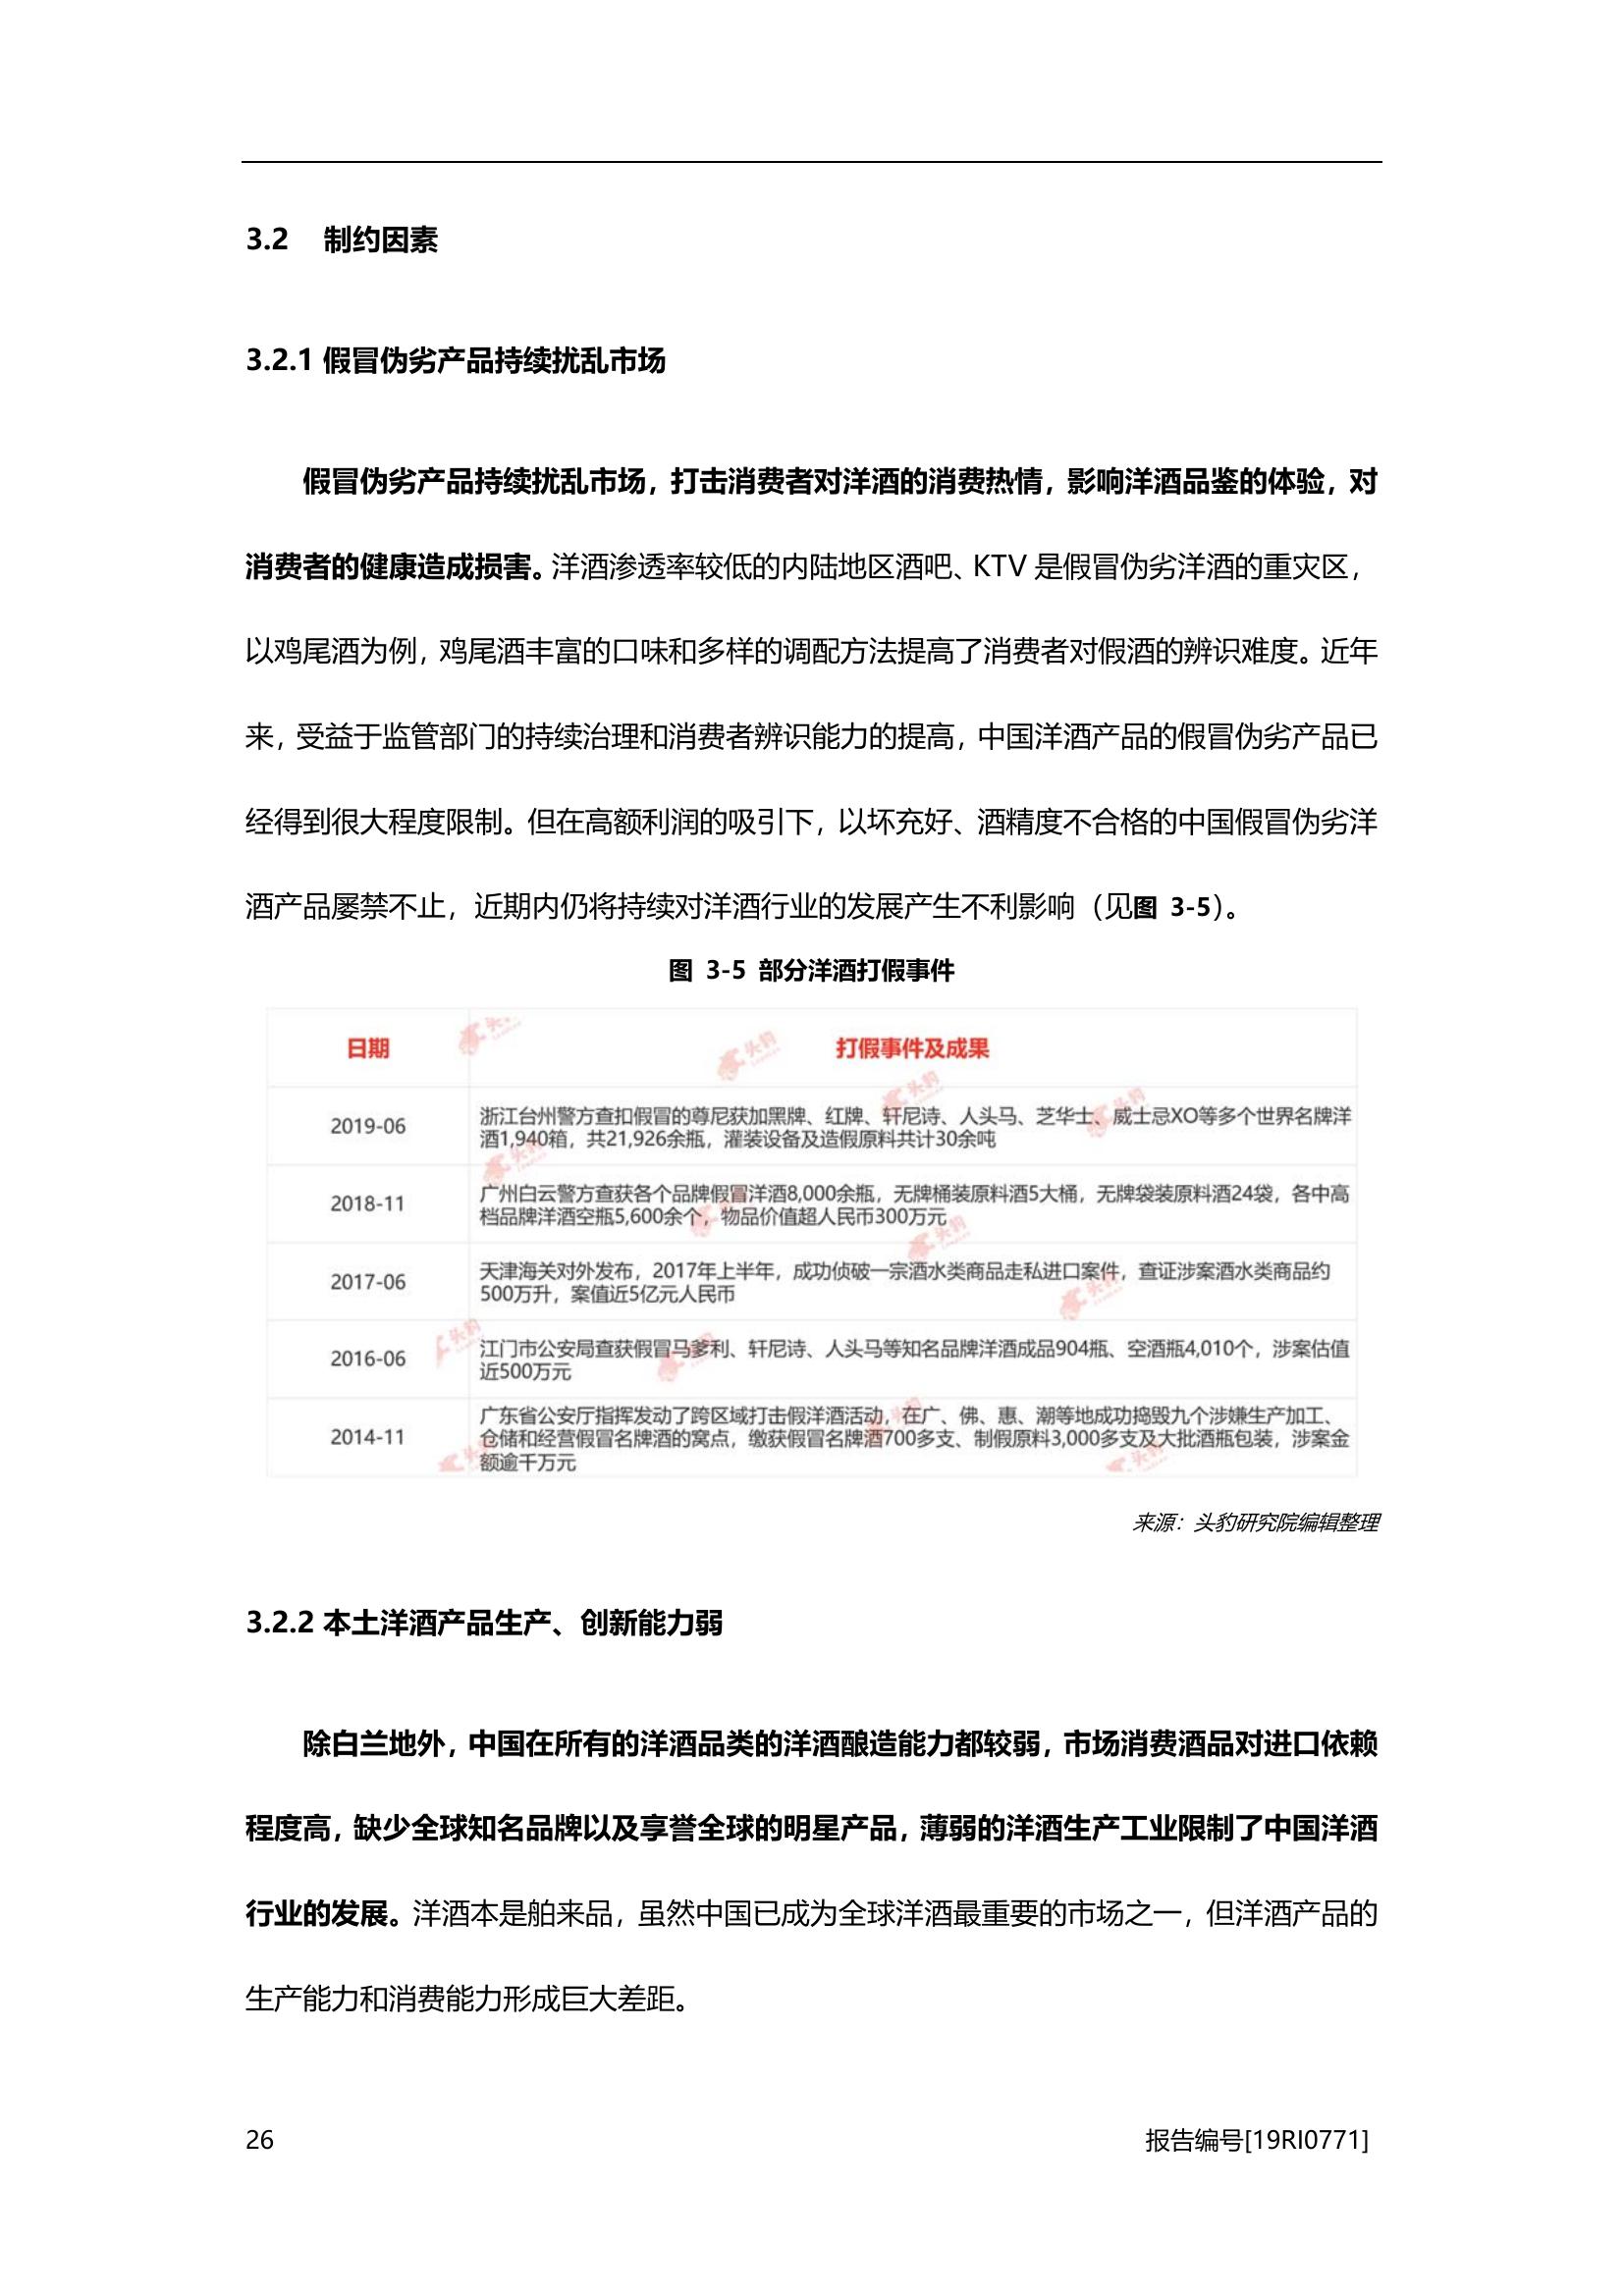 3.2 制约因素
3.2.1 假冒伪劣产品持续扰乱市场
假冒伪劣产品持续扰乱市场，打击消费者对洋酒的消费热情，影响洋酒品鉴的体验，对
消费者的健康造成损害。洋酒渗透率较低的内陆地区酒吧、KTV 是假冒伪劣洋酒的重灾区，
以鸡尾酒为例，鸡尾酒丰富的口味和多样的调配方法提高了消费者对假酒的辨识难度。近年
来，受益于监管部门的持续治理和消费者辨识能力的提高，中国洋酒产品的假冒伪劣产品已
经得到很大程度限制。但在高额利润的吸引下，以坏充好、酒精度不合格的中国假冒伪劣洋
酒产品屡禁不止，近期内仍将持续对洋酒行业的发展产生不利影响（见图 3-5）。
图 3-5 部分洋酒打假事件
日期 打假事件及成果
2019-06 浙江台州警方查扣假冒的尊尼获加黑牌、红牌、轩尼诗、人头马、芝华士、威士忌XO等多个世界名牌洋
酒1,940箱，共21,926余瓶，灌装设备及造假原料共计30余吨
2018-11 广州白云警方查获各个品牌假冒洋酒8,000余瓶，无牌桶装原料酒5大桶，无牌袋装原料酒24袋，各中高
档品牌洋酒空瓶5,600余个，物品价值超人民币300万元
2017-06 天津海关对外发布，2017年上半年，成功侦破一宗酒水类商品走私进口案件，查证涉案酒水类商品约
500万升，案值近5亿元人民币
2016-06 江门市公安局查获假冒马爹利、轩尼诗、人头马等知名品牌洋酒成品904瓶、空酒瓶4,010个，涉案估值
近500万元
2014-11 广东省公安厅指挥发动了跨区域打击假洋酒活动，在广、佛、惠、潮等地成功捣毁九个涉嫌生产加工、
仓储和经营假冒名牌酒的窝点，缴获假冒名牌酒700多支、制假原料3,000多支及大批酒瓶包装，涉案金
额逾千万元
来源：头豹研究院编辑整理
3.2.2 本土洋酒产品生产、创新能力弱
除白兰地外，中国在所有的洋酒品类的洋酒酿造能力都较弱，市场消费酒品对进口依赖
程度高，缺少全球知名品牌以及享誉全球的明星产品，薄弱的洋酒生产工业限制了中国洋酒
行业的发展。洋酒本是舶来品，虽然中国已成为全球洋酒最重要的市场之一，但洋酒产品的
生产能力和消费能力形成巨大差距。
26 报告编号[19RI0771]